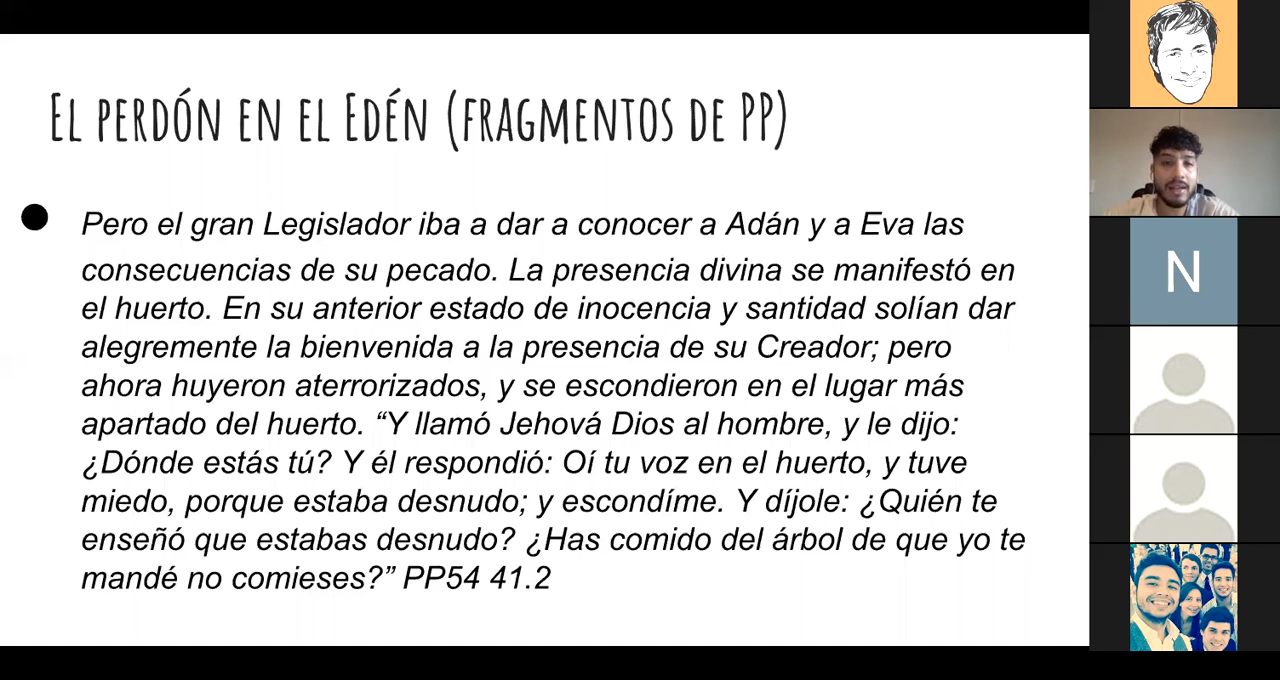 El perdón en el Edén (fragmentos de PP)
Pero el gran Legislador iba a dar a conocer a Adán y a Eva las
consecuencias de su pecado. La presencia divina se manifestó en
el huerto. En su anterior estado de inocencia y santidad solían dar
alegremente la bienvenida a la presencia de su Creador; pero
ahora huyeron aterrorizados, y se escondieron en el lugar más
apartado del huerto. “Y llamó Jehová Dios al hombre, y le dijo:
¿Dónde estás tú? Y él respondió: Oí tu voz en el huerto, y tuve
miedo, porque estaba desnudo; y escondíme. Y díjole: ¿Quién te
enseñó que estabas desnudo? ¿Has comido del árbol de que yo te
mandé no comieses?” PP54 41.2
N